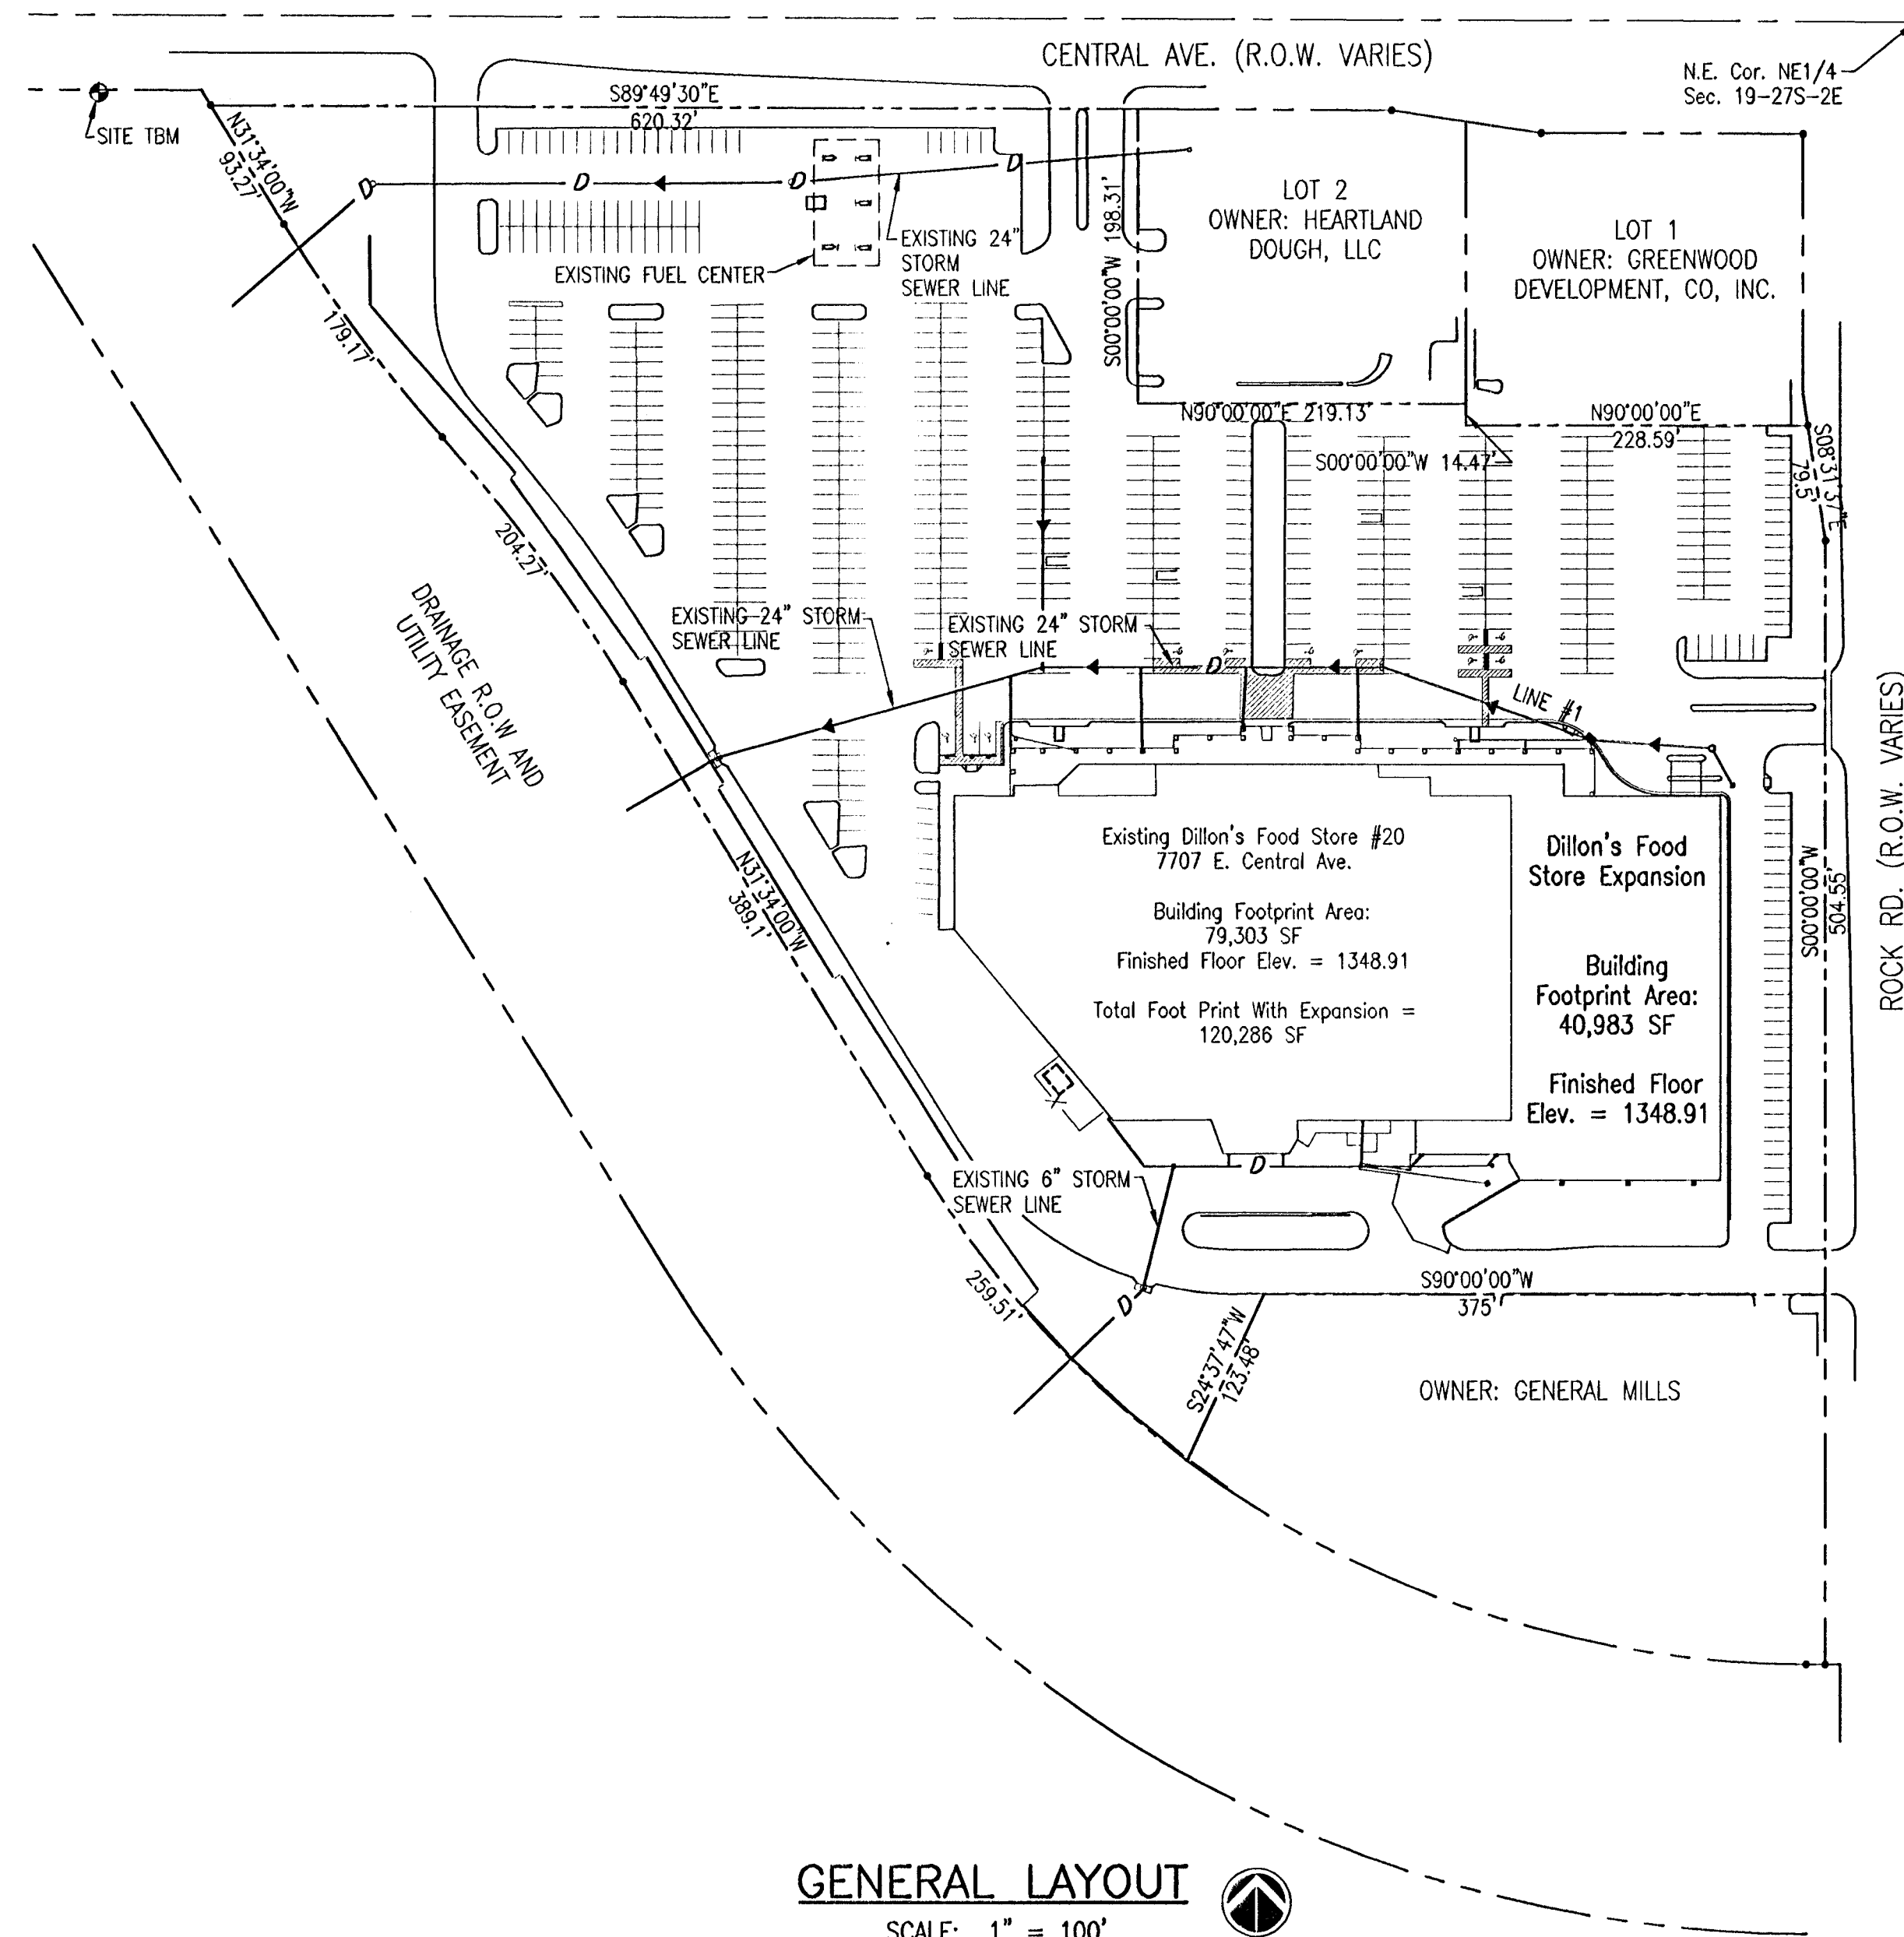 CENTRAL AVE. (R.O.W. VARIES)
N.E. Cor. NE1/4
Sec. 19-27S-2E
SITE TBM
S89°49'30"E
620.32'
N31°34'00"W
93.27'
D
D
D
D
LOT 2
OWNER: HEARTLAND
DOUGH, LLC
LOT 1
OWNER: GREENWOOD
DEVELOPMENT, CO, INC.
S00°00'00"W 198.31'
EXISTING 24"
STORM
SEWER LINE
EXISTING FUEL CENTER
179.17'
N90°00'00"E 219.13'
N90°00'00"E
228.59'
S00°00'00"W 14.47'
S08°31'37"E
79.5'
204.27'
DRAINAGE R.O.W AND
UTILITY EASEMENT
EXISTING 24" STORM
SEWER LINE
EXISTING 24" STORM
SEWER LINE
D
LINE #1
ROCK RD. (R.O.W. VARIES)
N31°34'00"W
389.1'
Existing Dillon's Food Store #20
7707 E. Central Ave.
Building Footprint Area:
79,303 SF
Finished Floor Elev. = 1348.91
Total Foot Print With Expansion =
120,286 SF
Dillon's Food
Store Expansion
Building
Footprint Area:
40,983 SF
Finished Floor
Elev. = 1348.91
S00°00'00"W
504.55'
D
EXISTING 6" STORM
SEWER LINE
259.51'
D
S90°00'00"W
375'
S24°37'47"W
123.48'
OWNER: GENERAL MILLS
GENERAL LAYOUT
SCALE: 1" = 100'